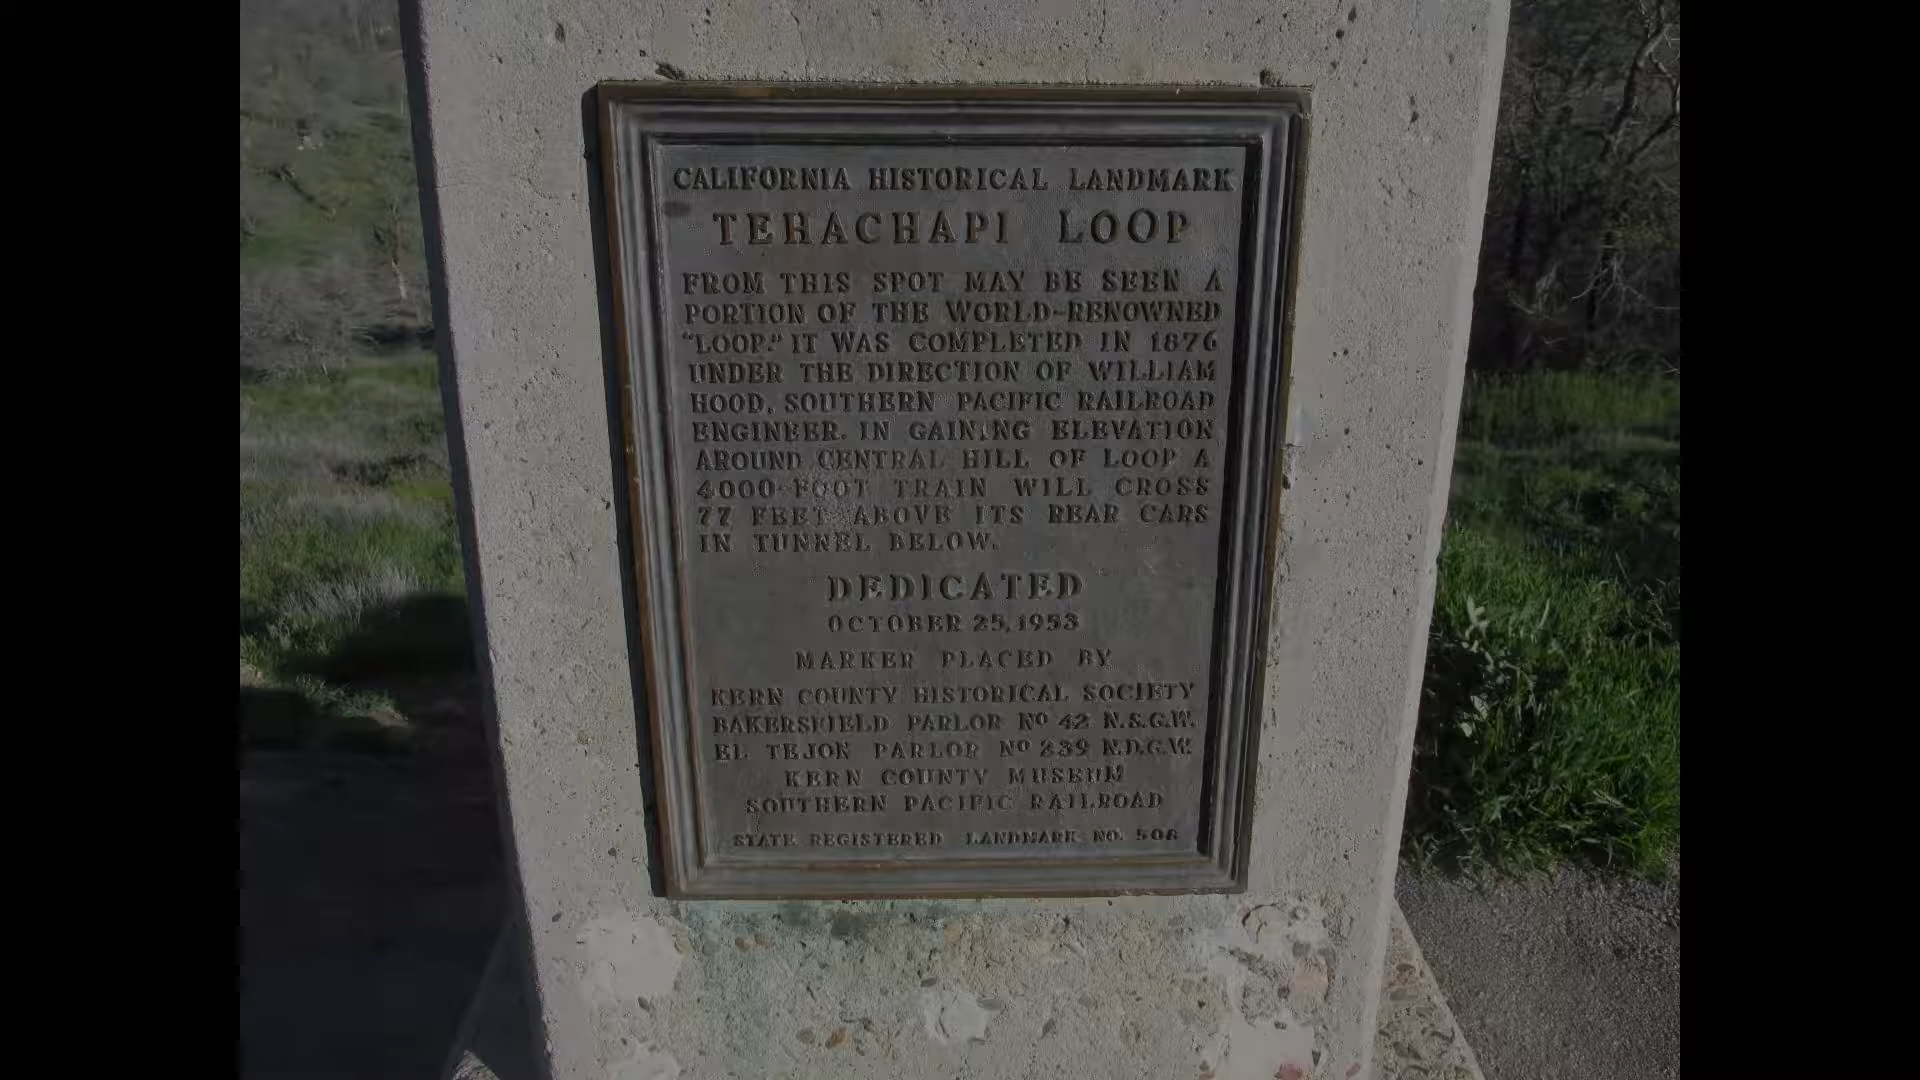 CALIFORNIA HISTORICAL LANDMARK
TEHACHAPI LOOP
FROM THIS SPOT MAY BE SEEN A
PORTION OF THE WORLD-RENOWNED
"LOOP." IT WAS COMPLETED IN 1876
UNDER THE DIRECTION OF WILLIAM
HOOD, SOUTHERN PACIFIC RAILROAD
ENGINEER. IN GAINING ELEVATION
AROUND CENTRAL HILL OF LOOP A
4000-FOOT TRAIN WILL CROSS
77 FEET ABOVE ITS REAR CARS
IN TUNNEL BELOW.
DEDICATED
OCTOBER 25, 1953
MARKER PLACED BY
KERN COUNTY HISTORICAL SOCIETY
BAKERSFIELD PARLOR Nº 42 N.S.G.W.
EL TEJON PARLOR Nº 239 N.D.G.W.
KERN COUNTY MUSEUM
SOUTHERN PACIFIC RAILROAD
STATE REGISTERED LANDMARK NO. 508